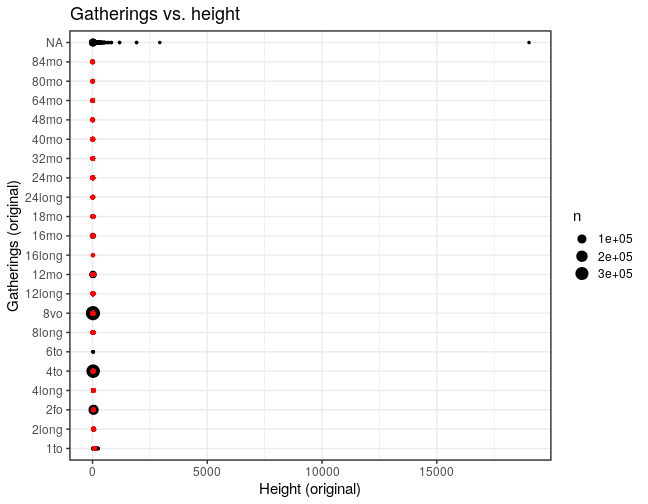 Gatherings vs. height
Gatherings (original)
NA
84mo
80mo
64mo
48mo
40mo
32mo
24mo
24long
18mo
16mo
16long
12mo
12long
8vo
8long
6to
4to
4long
2fo
2long
1to
0
5000
10000
15000
Height (original)
n
1e+05
2e+05
3e+05